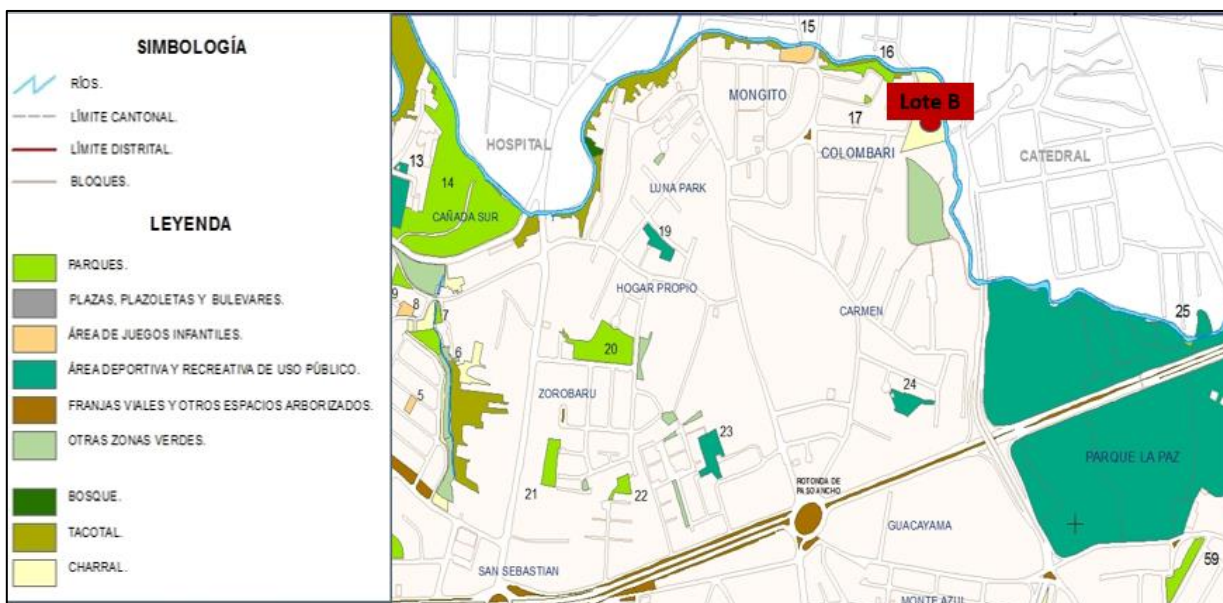 SIMBOLOGÍA
RÍOS.
LÍMITE CANTONAL.
LÍMITE DISTRITAL.
BLOQUES.
LEYENDA
PARQUES.
PLAZAS, PLAZOLETAS Y BULEVARES.
ÁREA DE JUEGOS INFANTILES.
ÁREA DEPORTIVA Y RECREATIVA DE USO PÚBLICO.
FRANJAS VIALES Y OTROS ESPACIOS ARBORIZADOS.
OTRAS ZONAS VERDES.
BOSQUE.
TACOTAL.
CHARRAL.
15
16
MONGITO
Lote B
17
HOSPITAL
COLOMBARI
CATEDRAL
13
14
LUNA PARK
CAÑADA SUR
19
HOGAR PROPIO
9
8
7
CARMEN
25
6
20
5
ZOROBARU
24
23
PARQUE LA PAZ
21
22
ROTONDA DE
PASO ANCHO
GUACAYAMA
SAN SEBASTIAN
59
MONTE AZUL